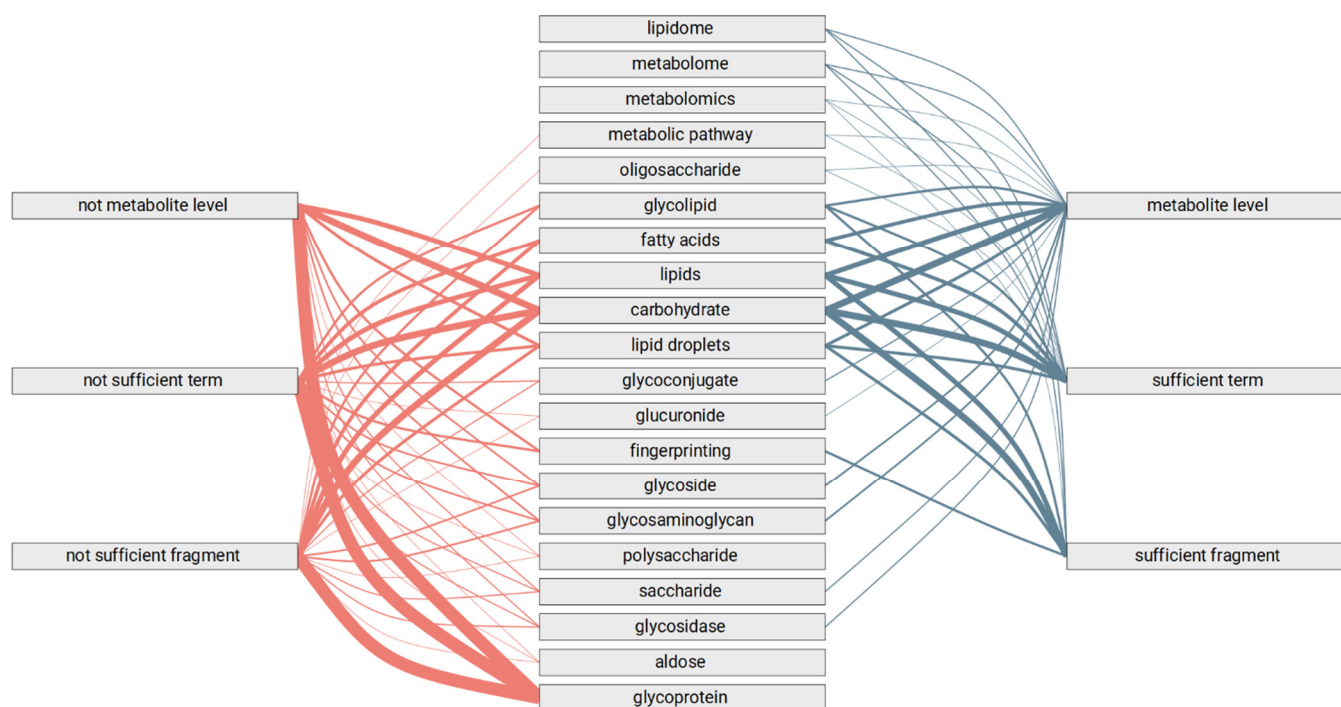 lipidome
metabolome
metabolomics
metabolic pathway
oligosaccharide
not metabolite level
glycolipid
metabolite level
fatty acids
lipids
carbohydrate
lipid droplets
not sufficient term
glycoconjugate
sufficient term
glucuronide
fingerprinting
glycoside
glycosaminoglycan
not sufficient fragment
polysaccharide
sufficient fragment
saccharide
glycosidase
aldose
glycoprotein